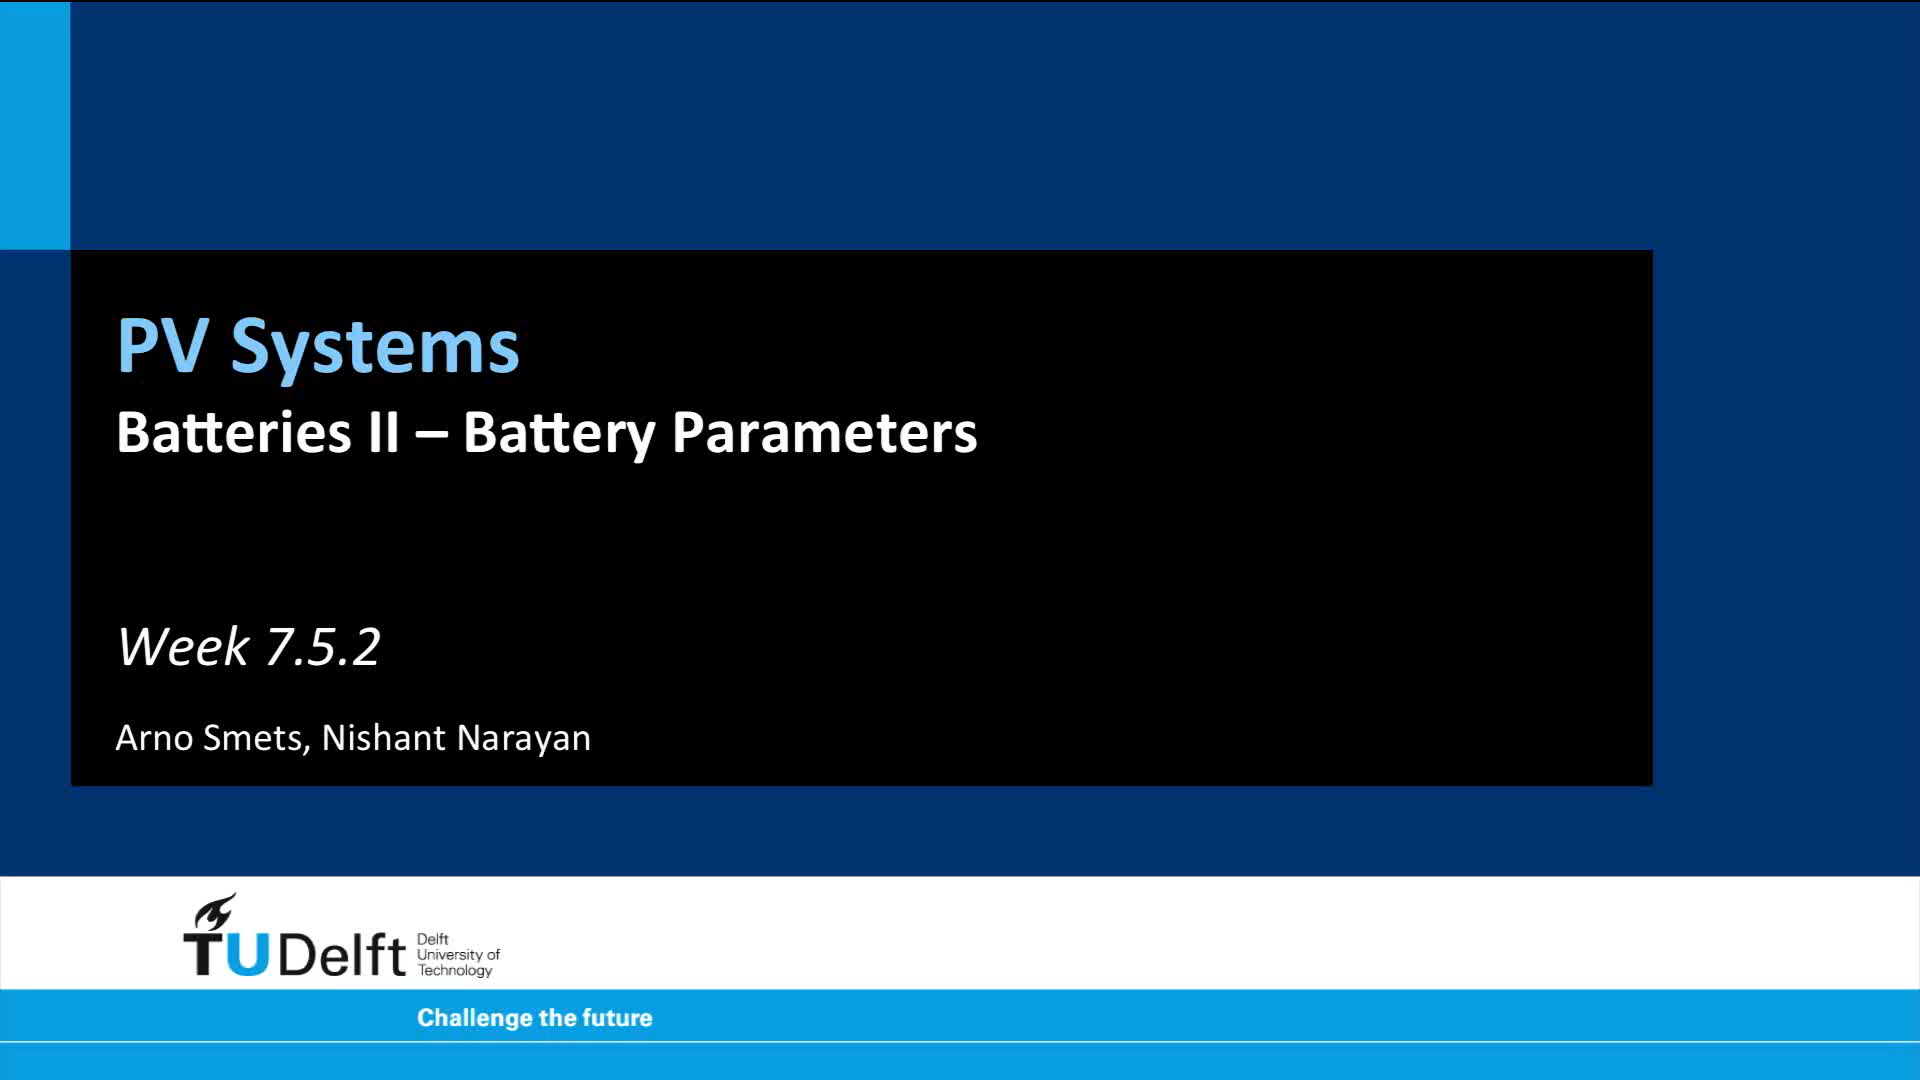 PV Systems
Batteries II – Battery Parameters
Week 7.5.2
Arno Smets, Nishant Narayan
TUDelft
Delft
University of
Technology
Challenge the future